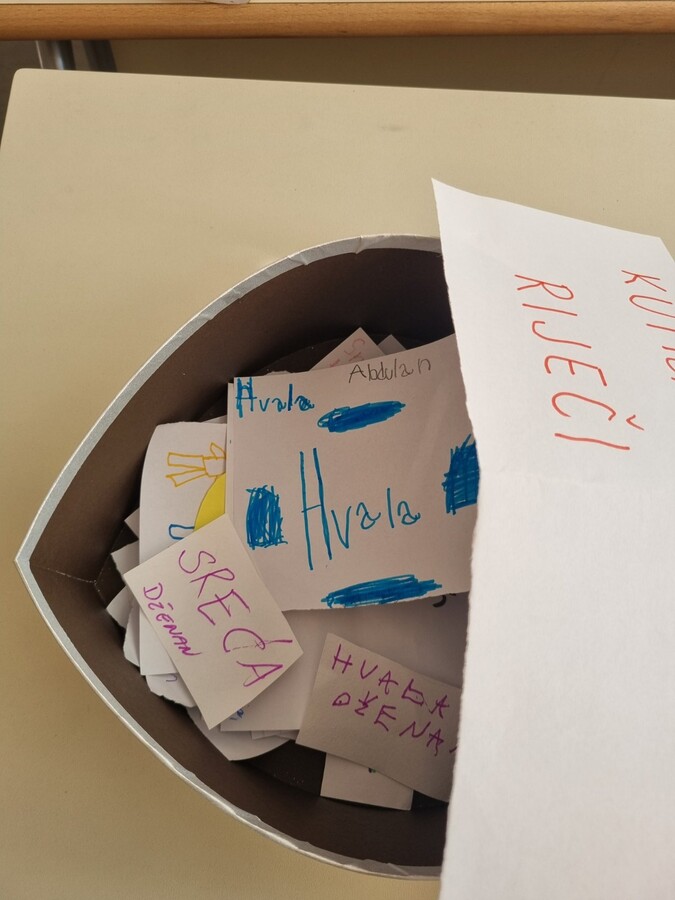 RIJEČI
Abdulah
Hvala
Hvala
SREĆA
DŽENAN
HVALA
DŽENAN